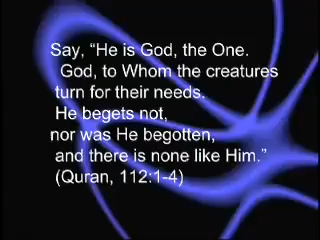 Say, “He is God, the One.
God, to Whom the creatures
turn for their needs.
He begets not,
nor was He begotten,
and there is none like Him.”
(Quran, 112:1-4)